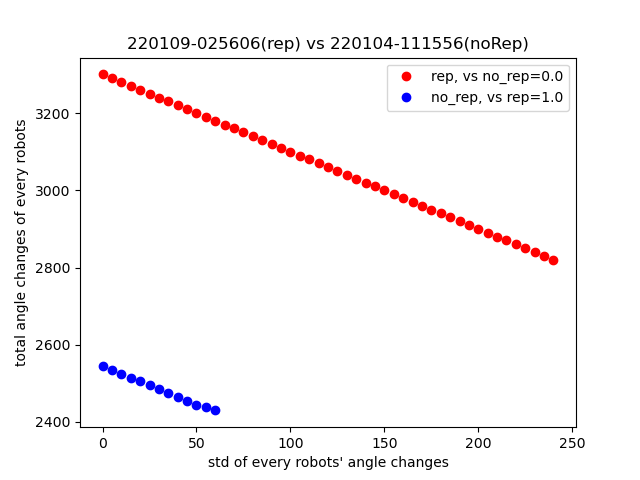 220109-025606(rep) vs 220104-111556(noRep)
rep, vs no_rep=0.0
no_rep, vs rep=1.0
total angle changes of every robots
3200
3000
2800
2600
2400
0 50 100 150 200 250
std of every robots' angle changes